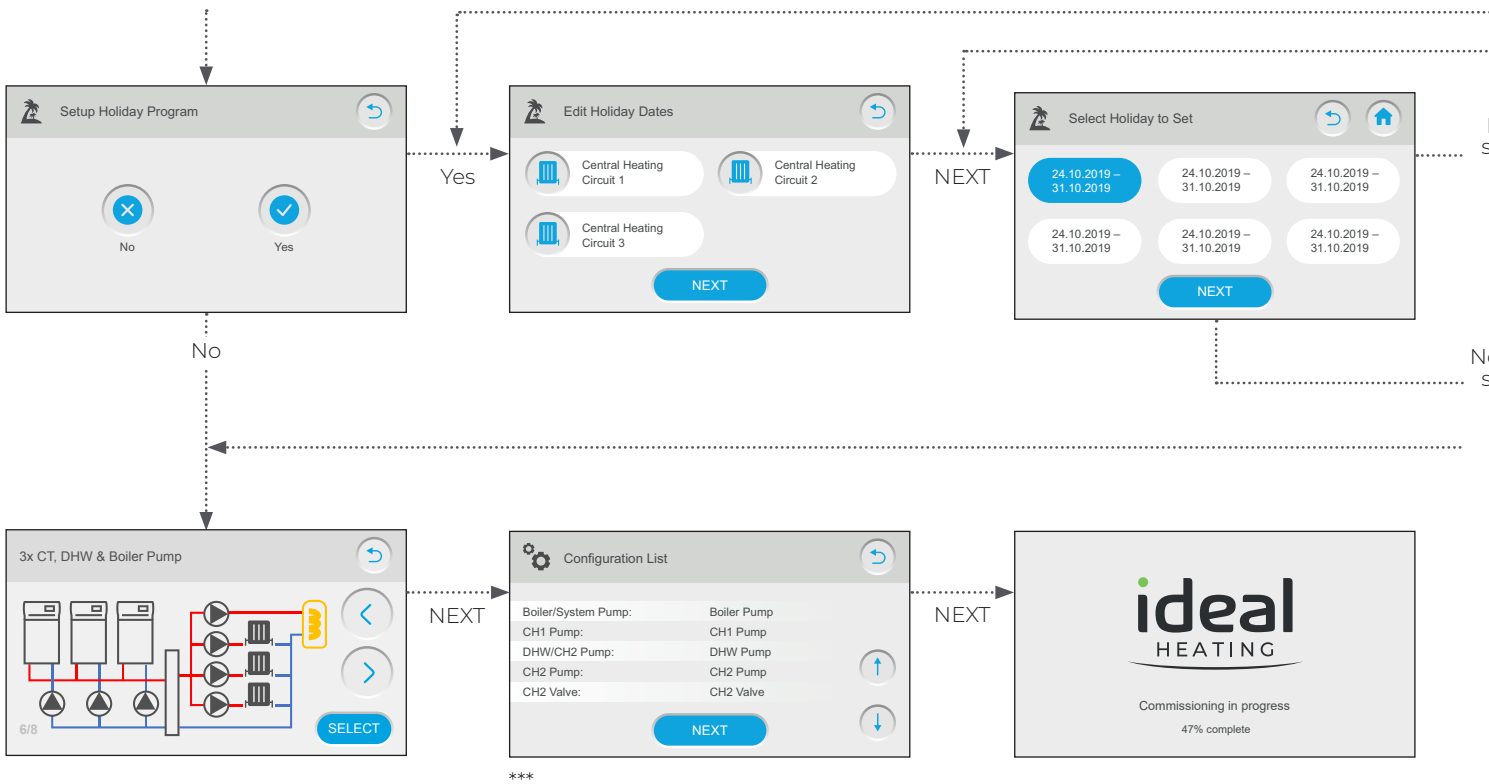 Setup Holiday Program
No
Yes
Yes
Edit Holiday Dates
Central Heating
Circuit 1
Central Heating
Circuit 2
Central Heating
Circuit 3
NEXT
NEXT
Select Holiday to Set
24.10.2019 –
31.10.2019
24.10.2019 –
31.10.2019
24.10.2019 –
31.10.2019
24.10.2019 –
31.10.2019
24.10.2019 –
31.10.2019
24.10.2019 –
31.10.2019
NEXT
No
3x CT, DHW & Boiler Pump
6/8
SELECT
NEXT
Configuration List
Boiler/System Pump: Boiler Pump
CH1 Pump: CH1 Pump
DHW/CH2 Pump: DHW Pump
CH2 Pump: CH2 Pump
CH2 Valve: CH2 Valve
NEXT
***
NEXT
ideal
HEATING
Commissioning in progress
47% complete